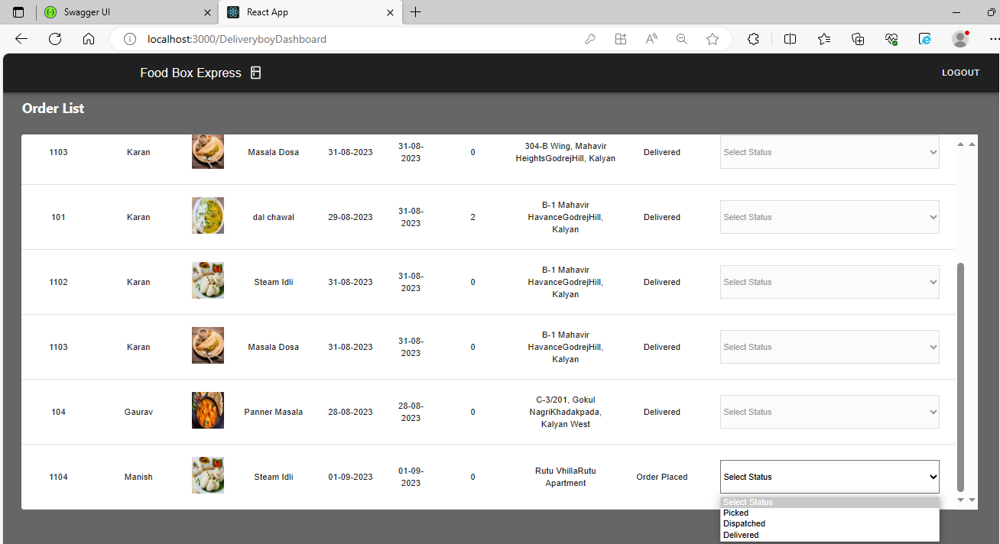 Swagger UI
React App
localhost:3000/DeliveryboyDashboard
Food Box Express
LOGOUT
Order List
1103 Karan Masala Dosa 31-08-2023 31-08-
2023 0 304-B Wing, Mahavir
HeightsGodrejHill, Kalyan Delivered Select Status
101 Karan dal chawal 29-08-2023 31-08-
2023 2 B-1 Mahavir
HavanceGodrejHill,
Kalyan Delivered Select Status
1102 Karan Steam Idli 31-08-2023 31-08-
2023 0 B-1 Mahavir
HavanceGodrejHill,
Kalyan Delivered Select Status
1103 Karan Masala Dosa 31-08-2023 31-08-
2023 0 B-1 Mahavir
HavanceGodrejHill,
Kalyan Delivered Select Status
104 Gaurav Panner Masala 28-08-2023 28-08-
2023 0 C-3/201, Gokul
NagriKhadakpada,
Kalyan West Delivered Select Status
1104 Manish Steam Idli 01-09-2023 01-09-
2023 0 Rutu VhillaRutu
Apartment Order Placed Select Status
Select Status
Picked
Dispatched
Delivered